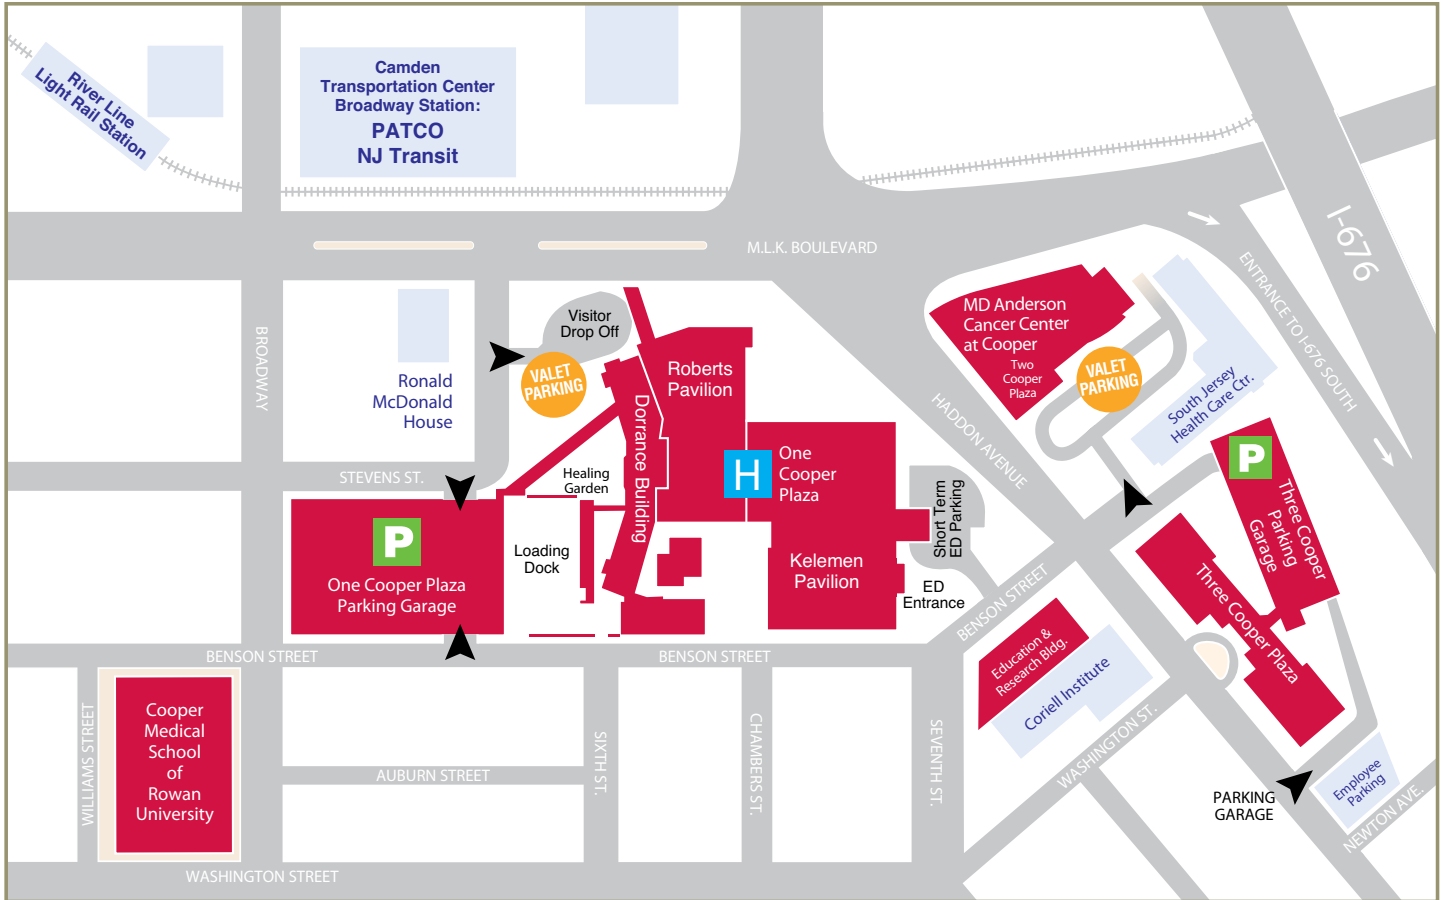 River Line
Light Rail Station
Camden
Transportation Center
Broadway Station:
PATCO
NJ Transit
M.L.K. BOULEVARD
I-676
ENTRANCE TO I-676 SOUTH
BROADWAY
Visitor
Drop Off
VALET
PARKING
Ronald
McDonald
House
Roberts
Pavilion
Dorrance Building
MD Anderson
Cancer Center
at Cooper
Two
Cooper
Plaza
VALET
PARKING
South Jersey
Health Care Ctr.
HADDON AVENUE
STEVENS ST.
Healing
Garden
H
One
Cooper
Plaza
Short Term
ED Parking
P
Three Cooper
Parking
Garage
P
One Cooper Plaza
Parking Garage
Loading
Dock
Kelemen
Pavilion
ED
Entrance
Three Cooper Plaza
BENSON STREET
BENSON STREET
BENSON STREET
Education &
Research Bldg.
Coriell Institute
WASHINGTON ST.
WILLIAMS STREET
Cooper
Medical
School
of
Rowan
University
AUBURN STREET
SIXTH ST.
CHAMBERS ST.
SEVENTH ST.
PARKING
GARAGE
Employee
Parking
NEWTON AVE.
WASHINGTON STREET